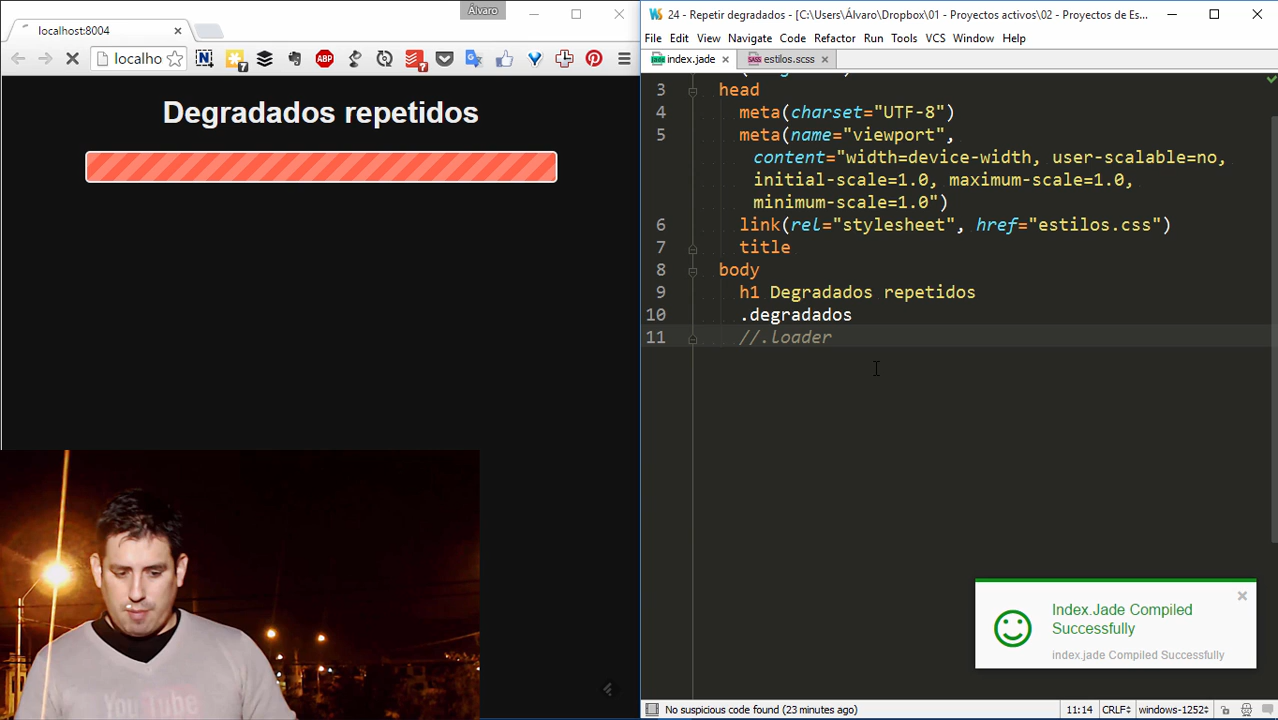 Álvaro
localhost:8004
localho
7
ABP
7
Degradados repetidos
24 - Repetir degradados - [C:\Users\Álvaro\Dropbox\01 - Proyectos activos\02 - Proyectos de Es...
File Edit View Navigate Code Refactor Run Tools VCS Window Help
index.jade estilos.scss
3 head
4 meta(charset="UTF-8")
5 meta(name="viewport",
content="width=device-width, user-scalable=no,
initial-scale=1.0, maximum-scale=1.0,
minimum-scale=1.0")
6 link(rel="stylesheet", href="estilos.css")
7 title
8 body
9 h1 Degradados repetidos
10 .degradados
11 //.loader
Index.Jade Compiled
Successfully
index.jade Compiled Successfully
No suspicious code found (23 minutes ago) 11:14 CRLF windows-1252